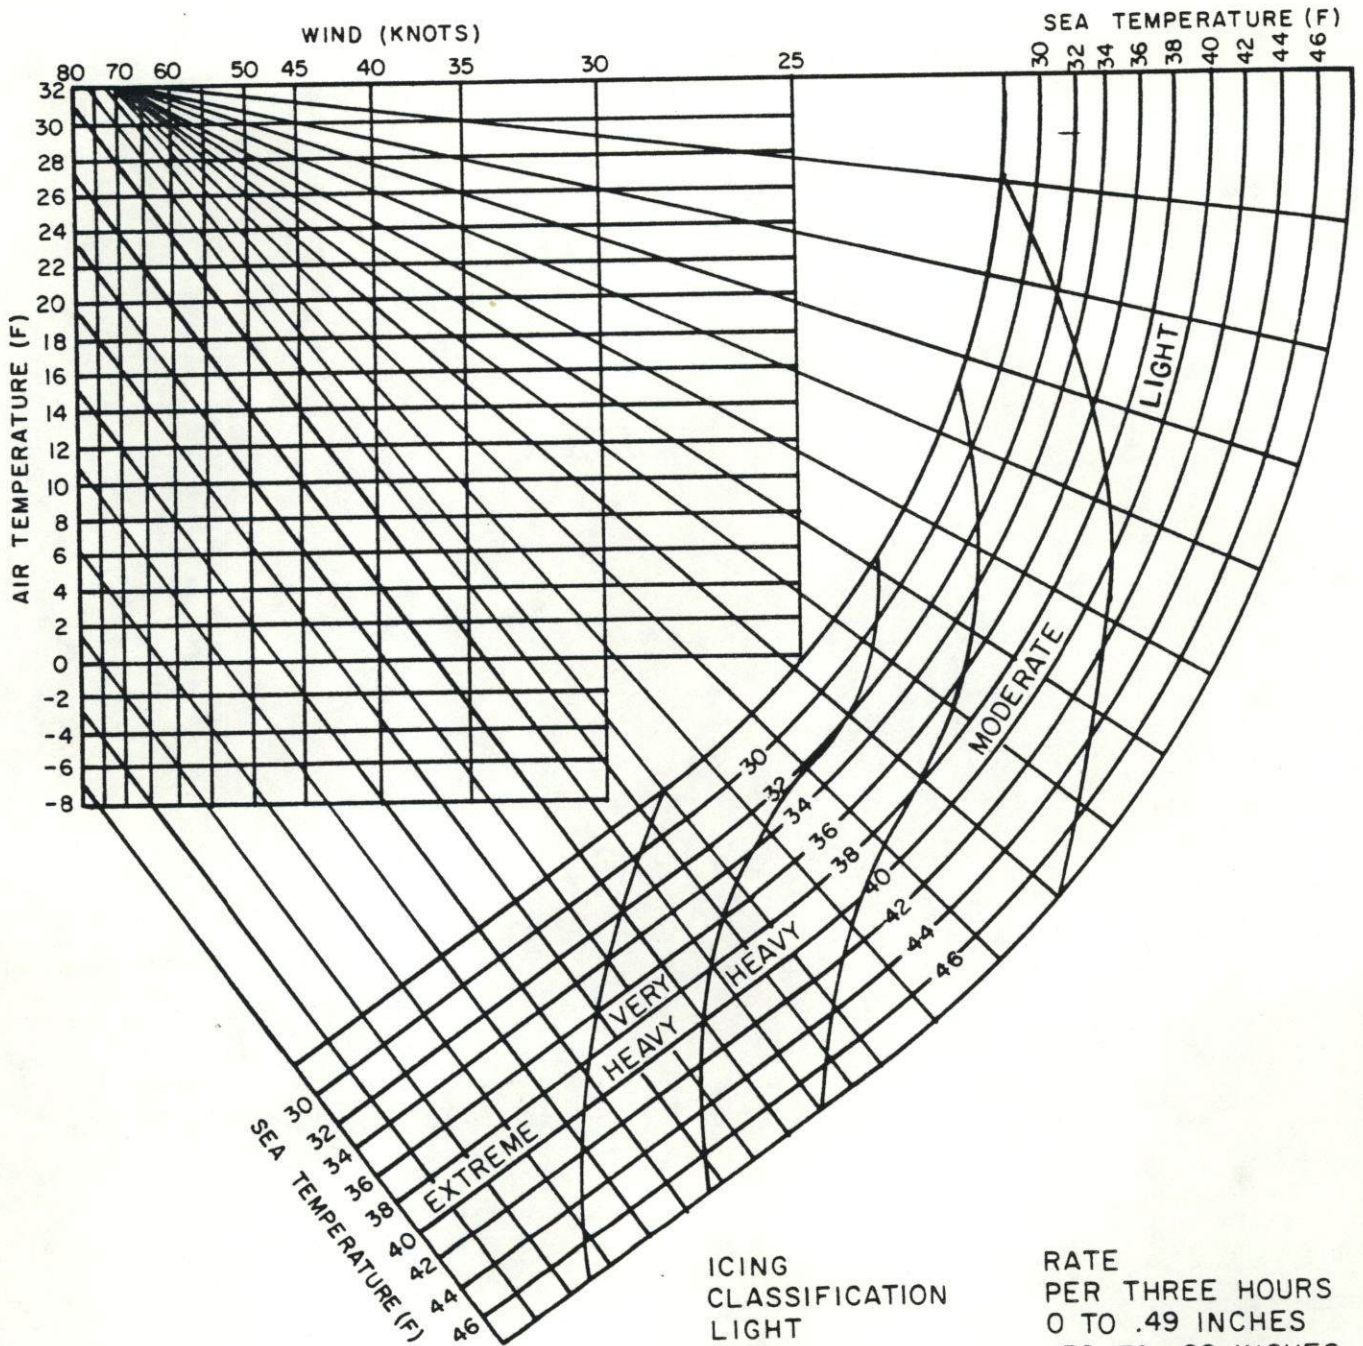 WIND (KNOTS)
SEA TEMPERATURE (F)
80 70 60 50 45 40 35 30 25
30 32 34 36 38 40 42 44 46
AIR TEMPERATURE (F)
32
30
28
26
24
22
20
18
16
14
12
10
8
6
4
2
0
-2
-4
-6
-8
LIGHT
MODERATE
HEAVY
VERY
HEAVY
EXTREME
30
32
34
36
38
40
42
44
46
SEA TEMPERATURE (F)
30
32
34
36
38
40
42
44
46
ICING
CLASSIFICATION
LIGHT
RATE
PER THREE HOURS
0 TO .49 INCHES